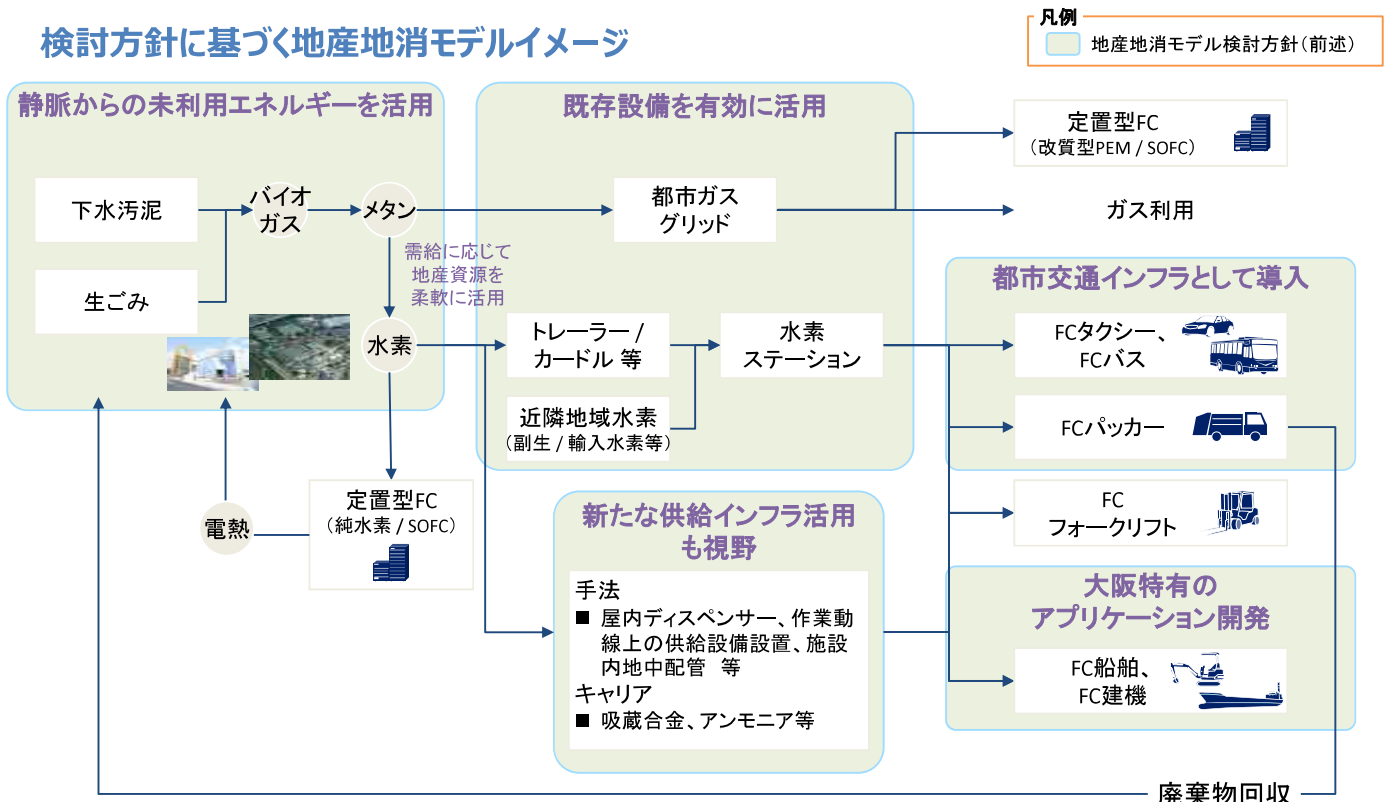 検討方針に基づく地産地消モデルイメージ
凡例
地産地消モデル検討方針(前述)
静脈からの未利用エネルギーを活用
下水汚泥
生ごみ
バイオ
ガス
メタン
需給に応じて
地産資源を
柔軟に活用
水素
電熱
定置型FC
(純水素 / SOFC)
既存設備を有効に活用
都市ガス
グリッド
トレーラー /
カードル 等
近隣地域水素
(副生 / 輸入水素等)
水素
ステーション
新たな供給インフラ活用
も視野
手法
■ 屋内ディスペンサー、作業動
線上の供給設備設置、施設
内地中配管 等
キャリア
■ 吸蔵合金、アンモニア等
定置型FC
(改質型PEM / SOFC)
ガス利用
都市交通インフラとして導入
FCタクシー、
FCバス
FCパッカー
FC
フォークリフト
大阪特有の
アプリケーション開発
FC船舶、
FC建機
廃棄物回収